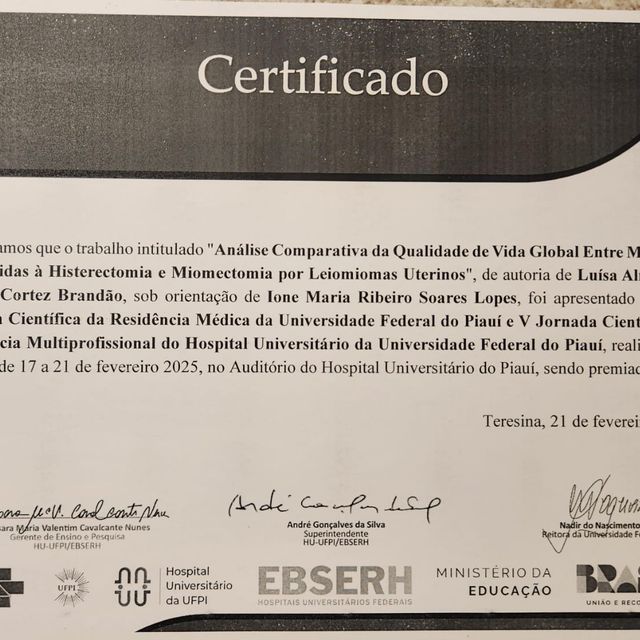 Certificado
amos que o trabalho intitulado "Análise Comparativa da Qualidade de Vida Global Entre M
idas à Histerectomia e Miomectomia por Leiomiomas Uterinos", de autoria de Luísa Al
Cortez Brandão, sob orientação de Ione Maria Ribeiro Soares Lopes, foi apresentado
a Científica da Residência Médica da Universidade Federal do Piauí e V Jornada Cient
cia Multiprofissional do Hospital Universitário da Universidade Federal do Piauí, reali
de 17 a 21 de fevereiro 2025, no Auditório do Hospital Universitário do Piauí, sendo premiad
Teresina, 21 de feverei
sara Maria Valentim Cavalcante Nunes
Gerente de Ensino e Pesquisa
HU-UFPI/EBSERH
André Gonçalves da Silva
Superintendente
HU-UFPI/EBSERH
Nadir do Nascimento
Reitora da Universidade Fe
UFPI
Hospital
Universitário
da UFPI
EBSERH
HOSPITAIS UNIVERSITÁRIOS FEDERAIS
MINISTÉRIO DA
EDUCAÇÃO
BRAS
UNIÃO E RECO